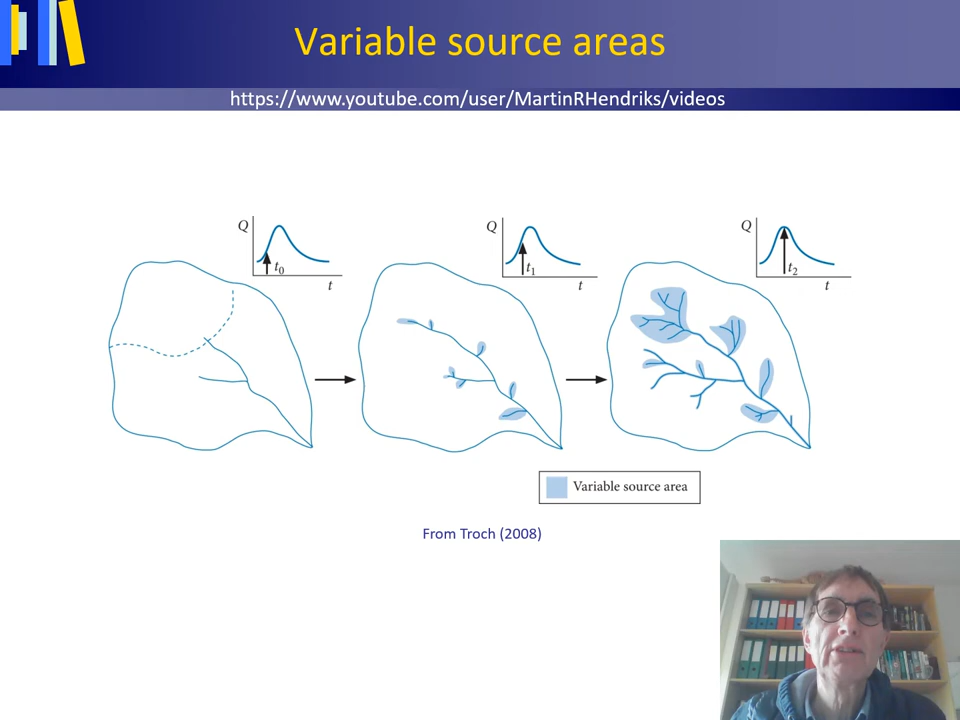 Variable source areas
https://www.youtube.com/user/MartinRHendriks/videos
Q
t0
t
Q
t1
t
Q
t2
t
Variable source area
From Troch (2008)